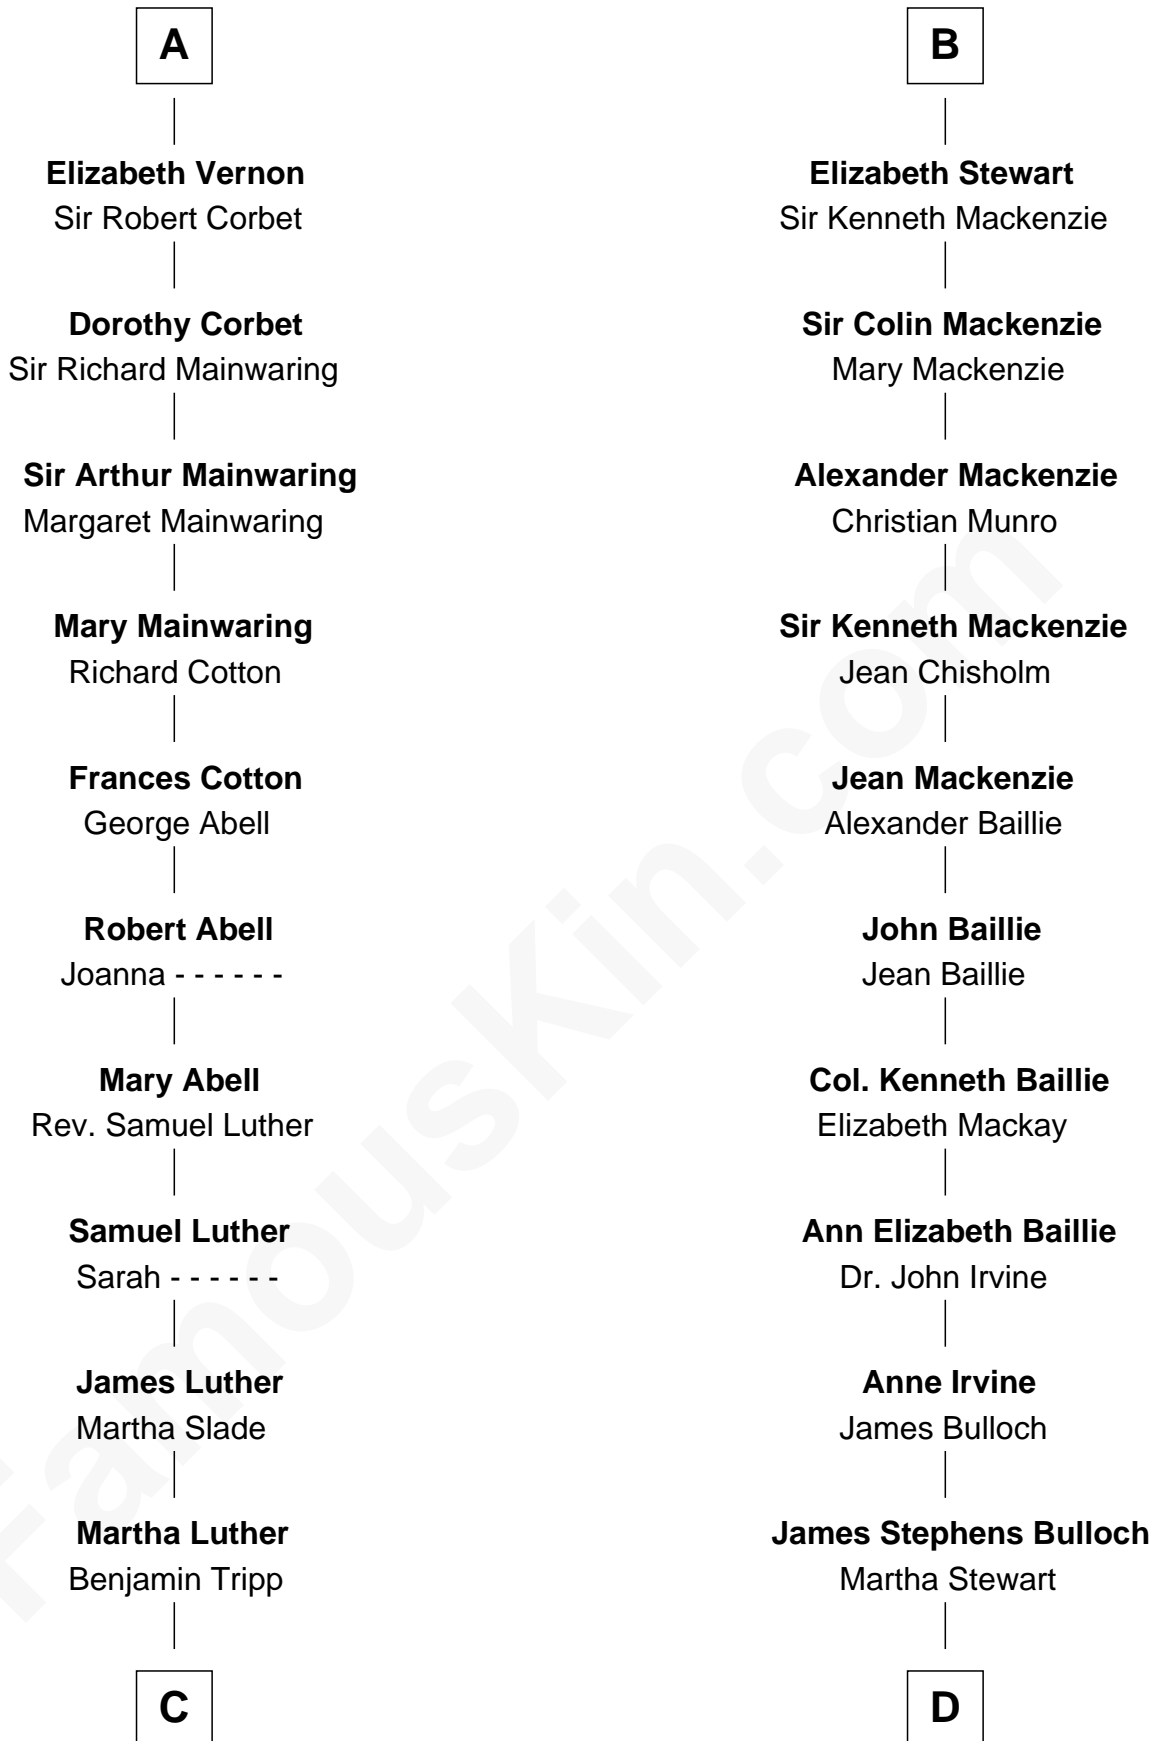 A
Elizabeth Vernon
Sir Robert Corbet
Dorothy Corbet
Sir Richard Mainwaring
Sir Arthur Mainwaring
Margaret Mainwaring
Mary Mainwaring
Richard Cotton
Frances Cotton
George Abell
Robert Abell
Joanna - - - - - -
Mary Abell
Rev. Samuel Luther
Samuel Luther
Sarah - - - - - -
James Luther
Martha Slade
Martha Luther
Benjamin Tripp
C
B
Elizabeth Stewart
Sir Kenneth Mackenzie
Sir Colin Mackenzie
Mary Mackenzie
Alexander Mackenzie
Christian Munro
Sir Kenneth Mackenzie
Jean Chisholm
Jean Mackenzie
Alexander Baillie
John Baillie
Jean Baillie
Col. Kenneth Baillie
Elizabeth Mackay
Ann Elizabeth Baillie
Dr. John Irvine
Anne Irvine
James Bulloch
James Stephens Bulloch
Martha Stewart
D
FamousKin.com